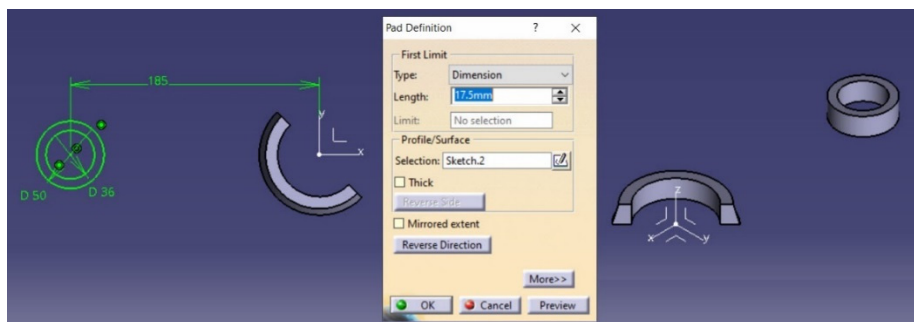 185
y
x
D 50
D 36
Pad Definition ? ×
First Limit
Type: Dimension
Length: 17.5mm
Limit: No selection
Profile/Surface
Selection: Sketch.2
Thick
Reverse Side
Mirrored extent
Reverse Direction
More>>
OK Cancel Preview
z
x
y